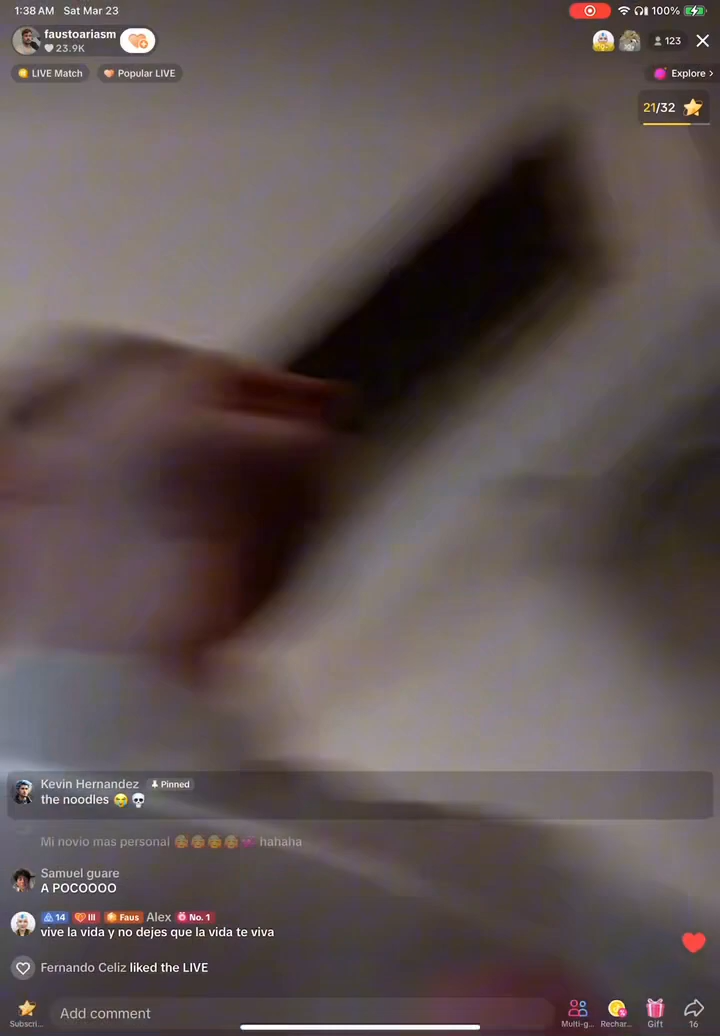 1:38 AM Sat Mar 23
100%
faustoariasm
23.9K
123
LIVE Match
Popular LIVE
Explore >
21/32
Kevin Hernandez Pinned
the noodles 😭💀
Mi novio mas personal 🥰🥰🥰🥰💞 hahaha
Samuel guare
A POCOOOO
14 III Faus Alex No. 1
vive la vida y no dejes que la vida te viva
Fernando Celiz liked the LIVE
Add comment
Subscri... Multi-g... Rechar... Gift 16